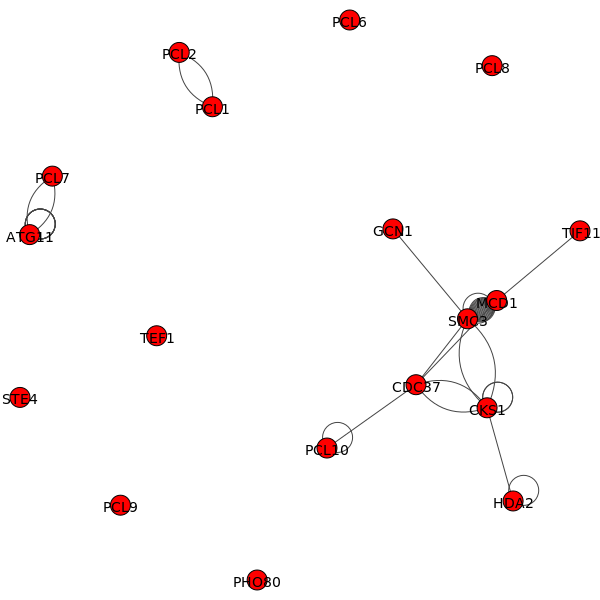 PCL6
PCL2
PCL8
PCL1
PCL7
GCN1
TIF11
ATG11
MCD1
SMC3
TEF1
CDC37
STE4
CKS1
PCL10
HDA2
PCL9
PHO80